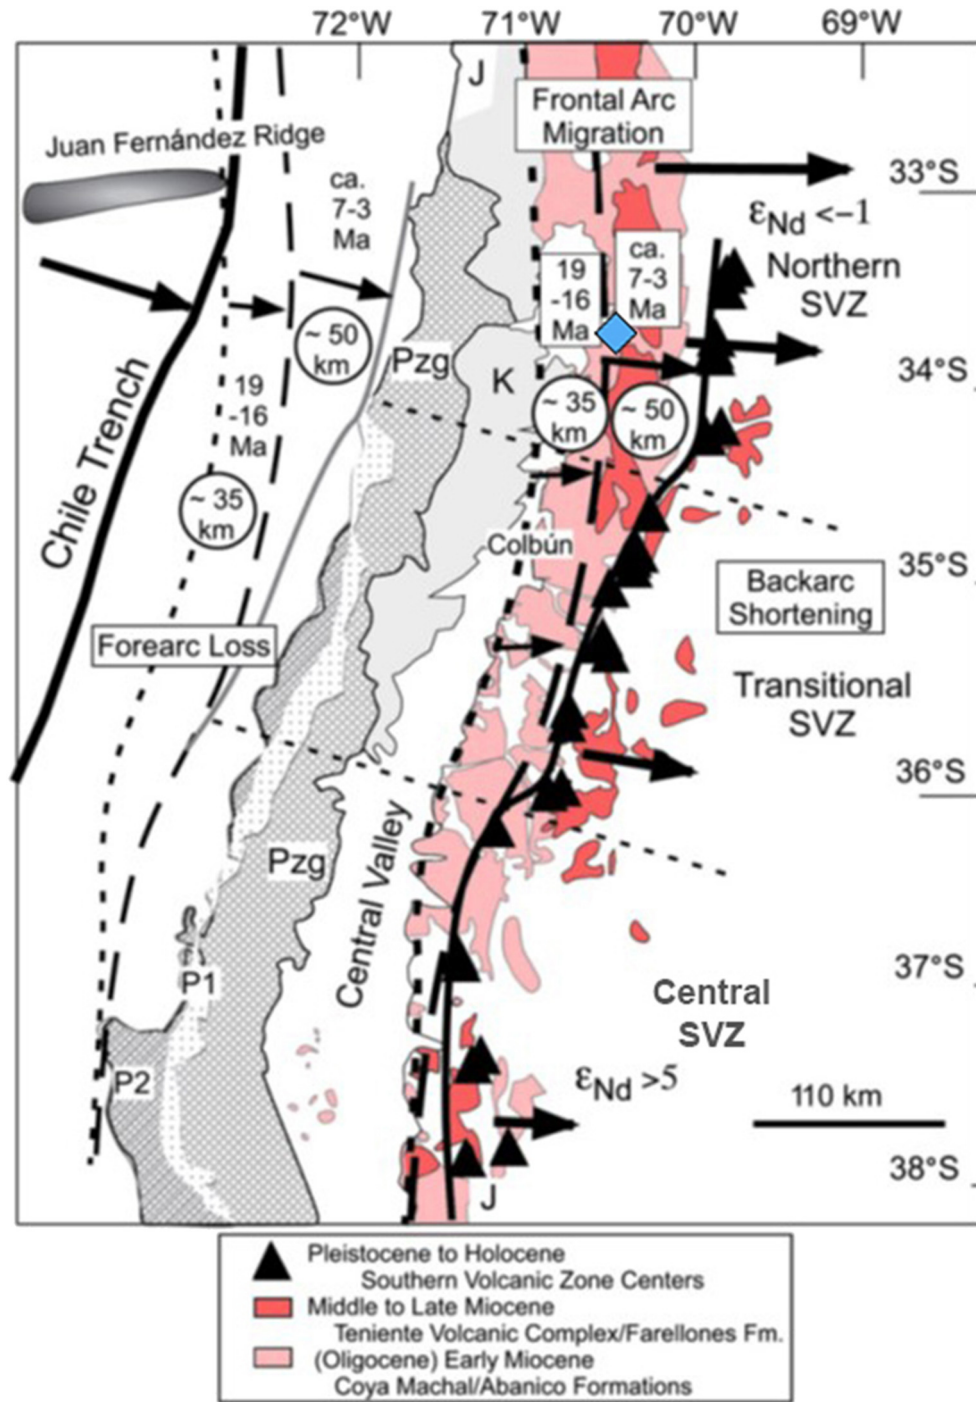 72°W 71°W 70°W 69°W
J
Frontal Arc
Migration
Juan Fernández Ridge
33°S
ca.
7-3
Ma
εNd <−1
Northern
SVZ
19
-16
Ma
ca.
7-3
Ma
~ 50
km
Pzg
K
34°S
19
-16
Ma
~ 35
km
~ 50
km
Chile Trench
~ 35
km
Colbún
35°S
Backarc
Shortening
Forearc Loss
Transitional
SVZ
36°S
Central Valley
Pzg
37°S
P1
Central
SVZ
P2
εNd >5
110 km
38°S
J
Pleistocene to Holocene
Southern Volcanic Zone Centers
Middle to Late Miocene
Teniente Volcanic Complex/Farellones Fm.
(Oligocene) Early Miocene
Coya Machal/Abanico Formations